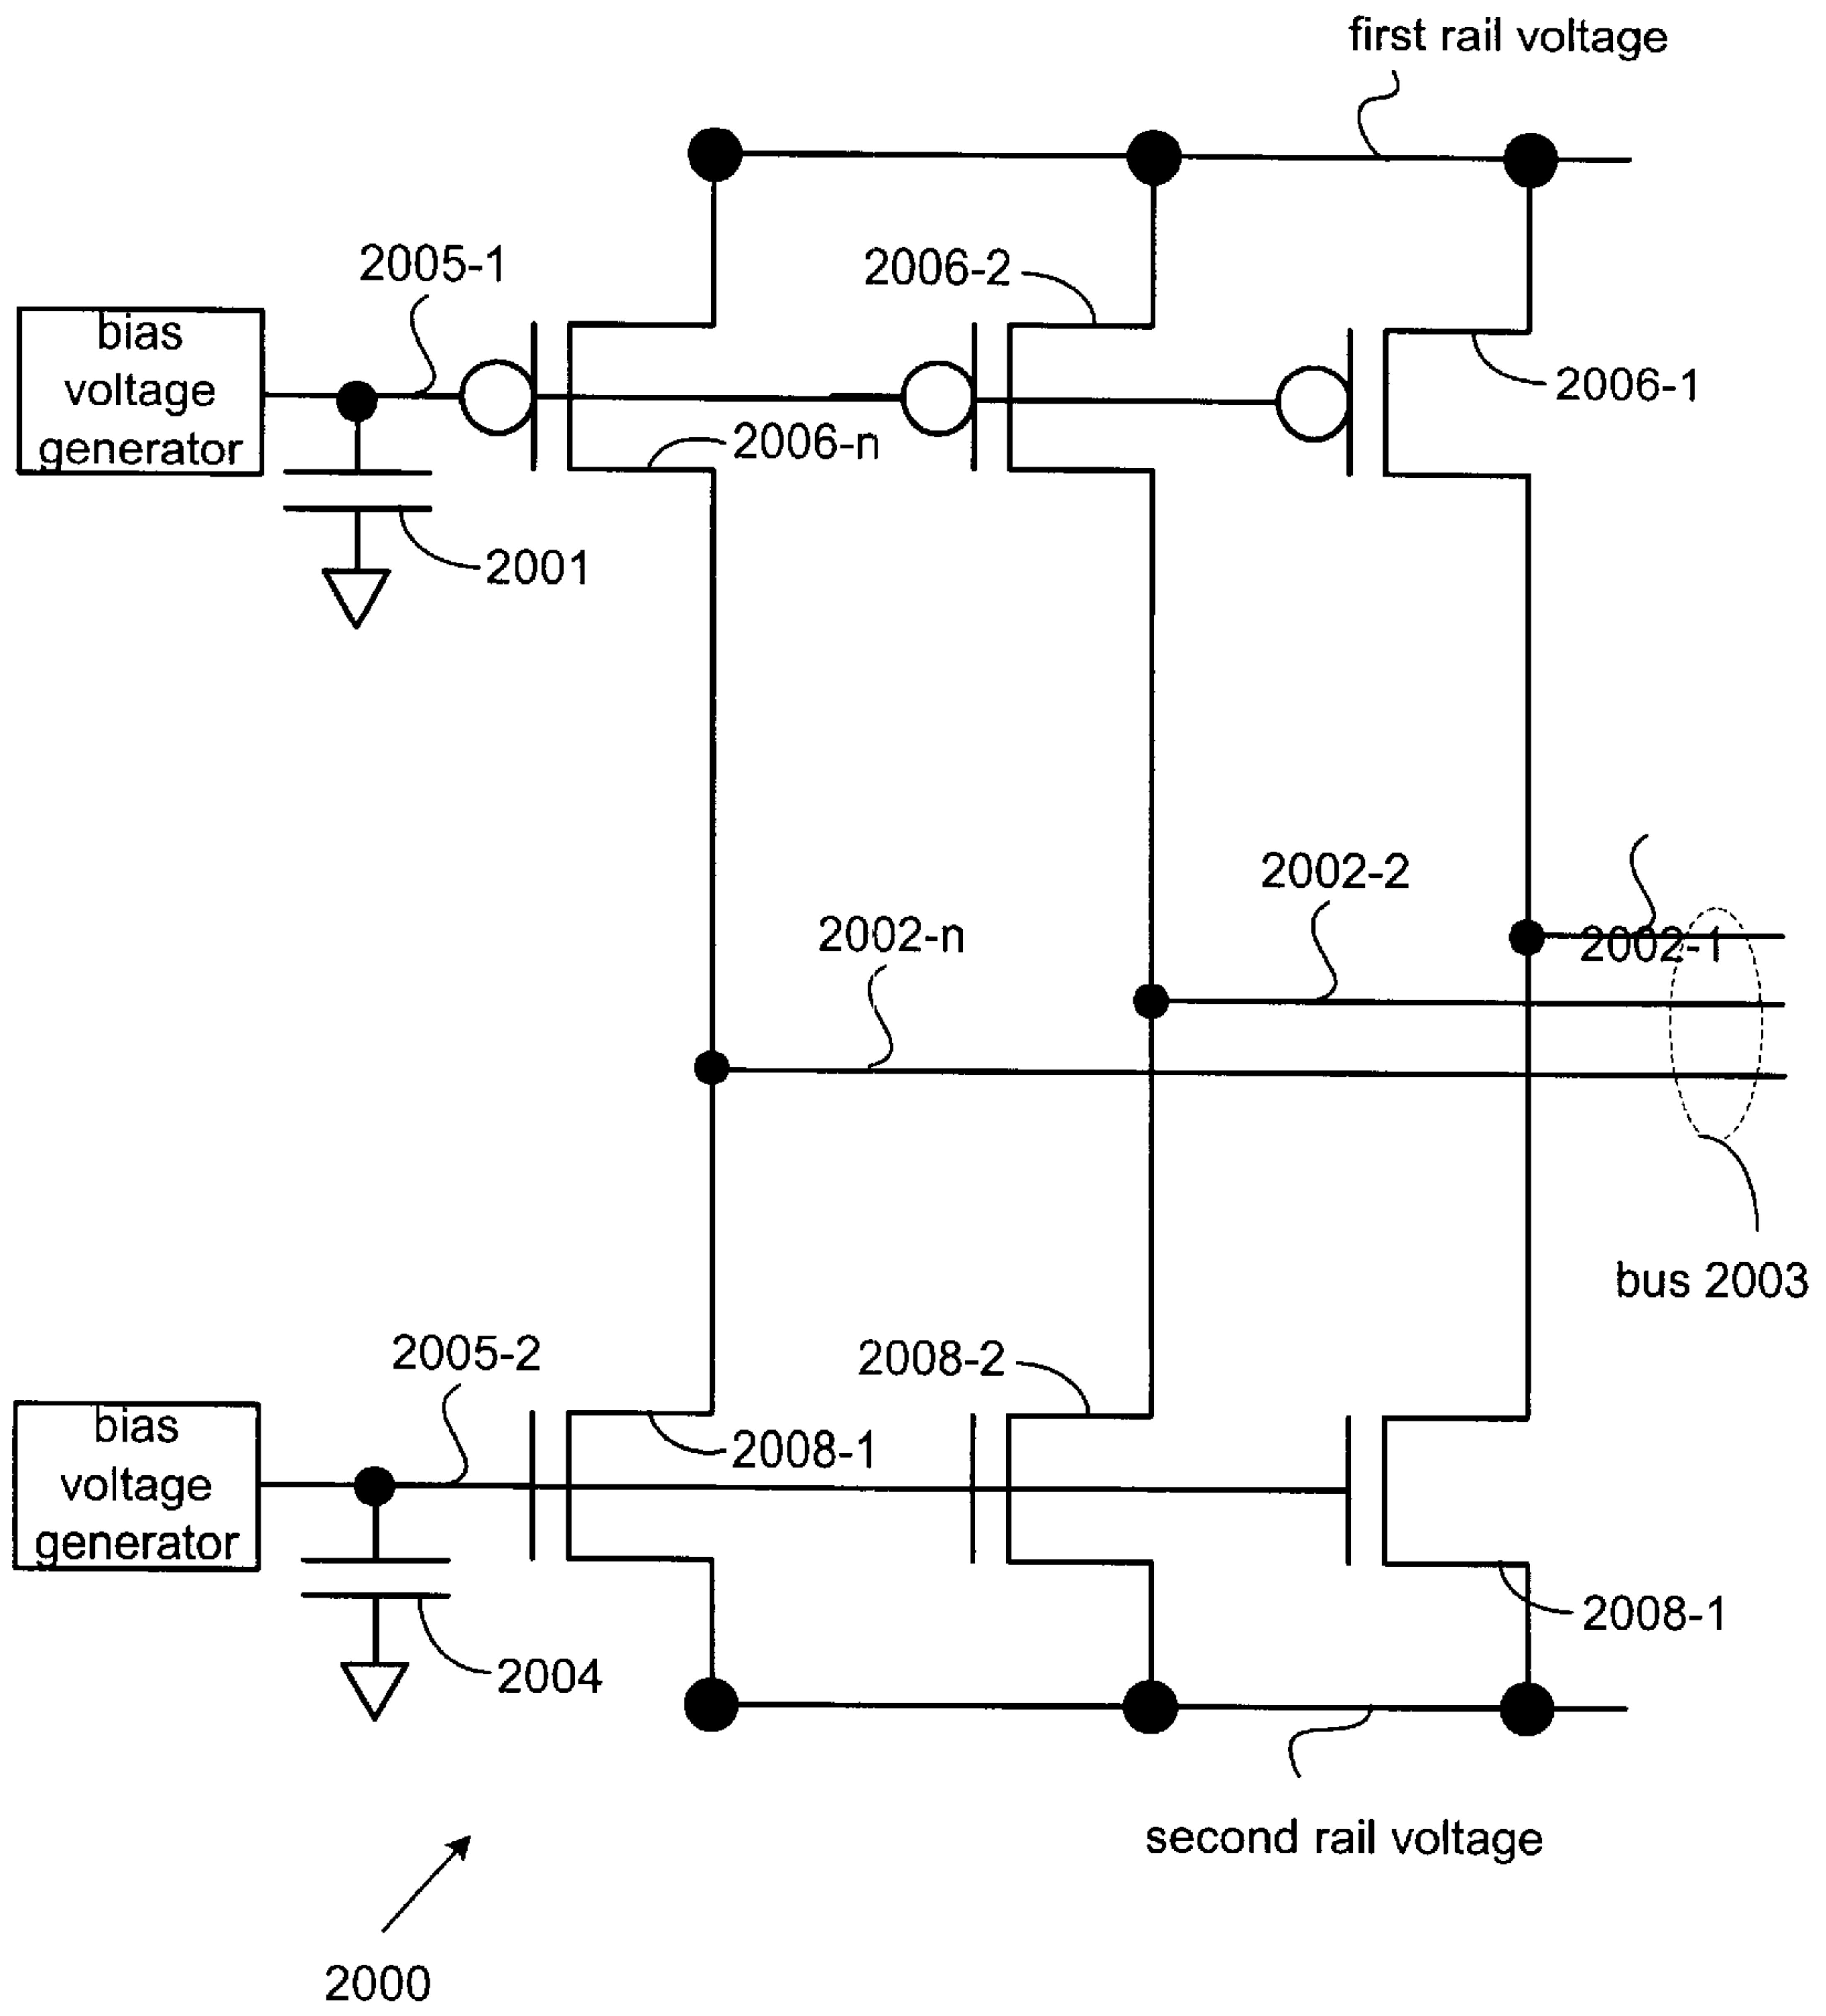 first rail voltage
2005-1
2006-2
bias
voltage
generator
2006-1
2006-n
2001
2002-2
2002-n
2002-1
bus 2003
2005-2
2008-2
bias
voltage
generator
2008-1
2008-1
2004
second rail voltage
2000